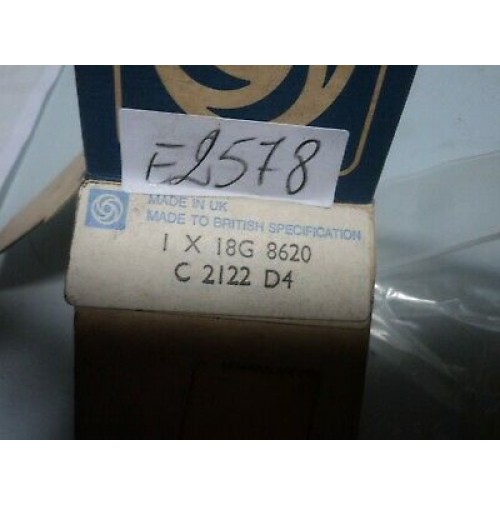 F2578
MADE IN UK
MADE TO BRITISH SPECIFICATION
1 X 18G 8620
C 2122 D4